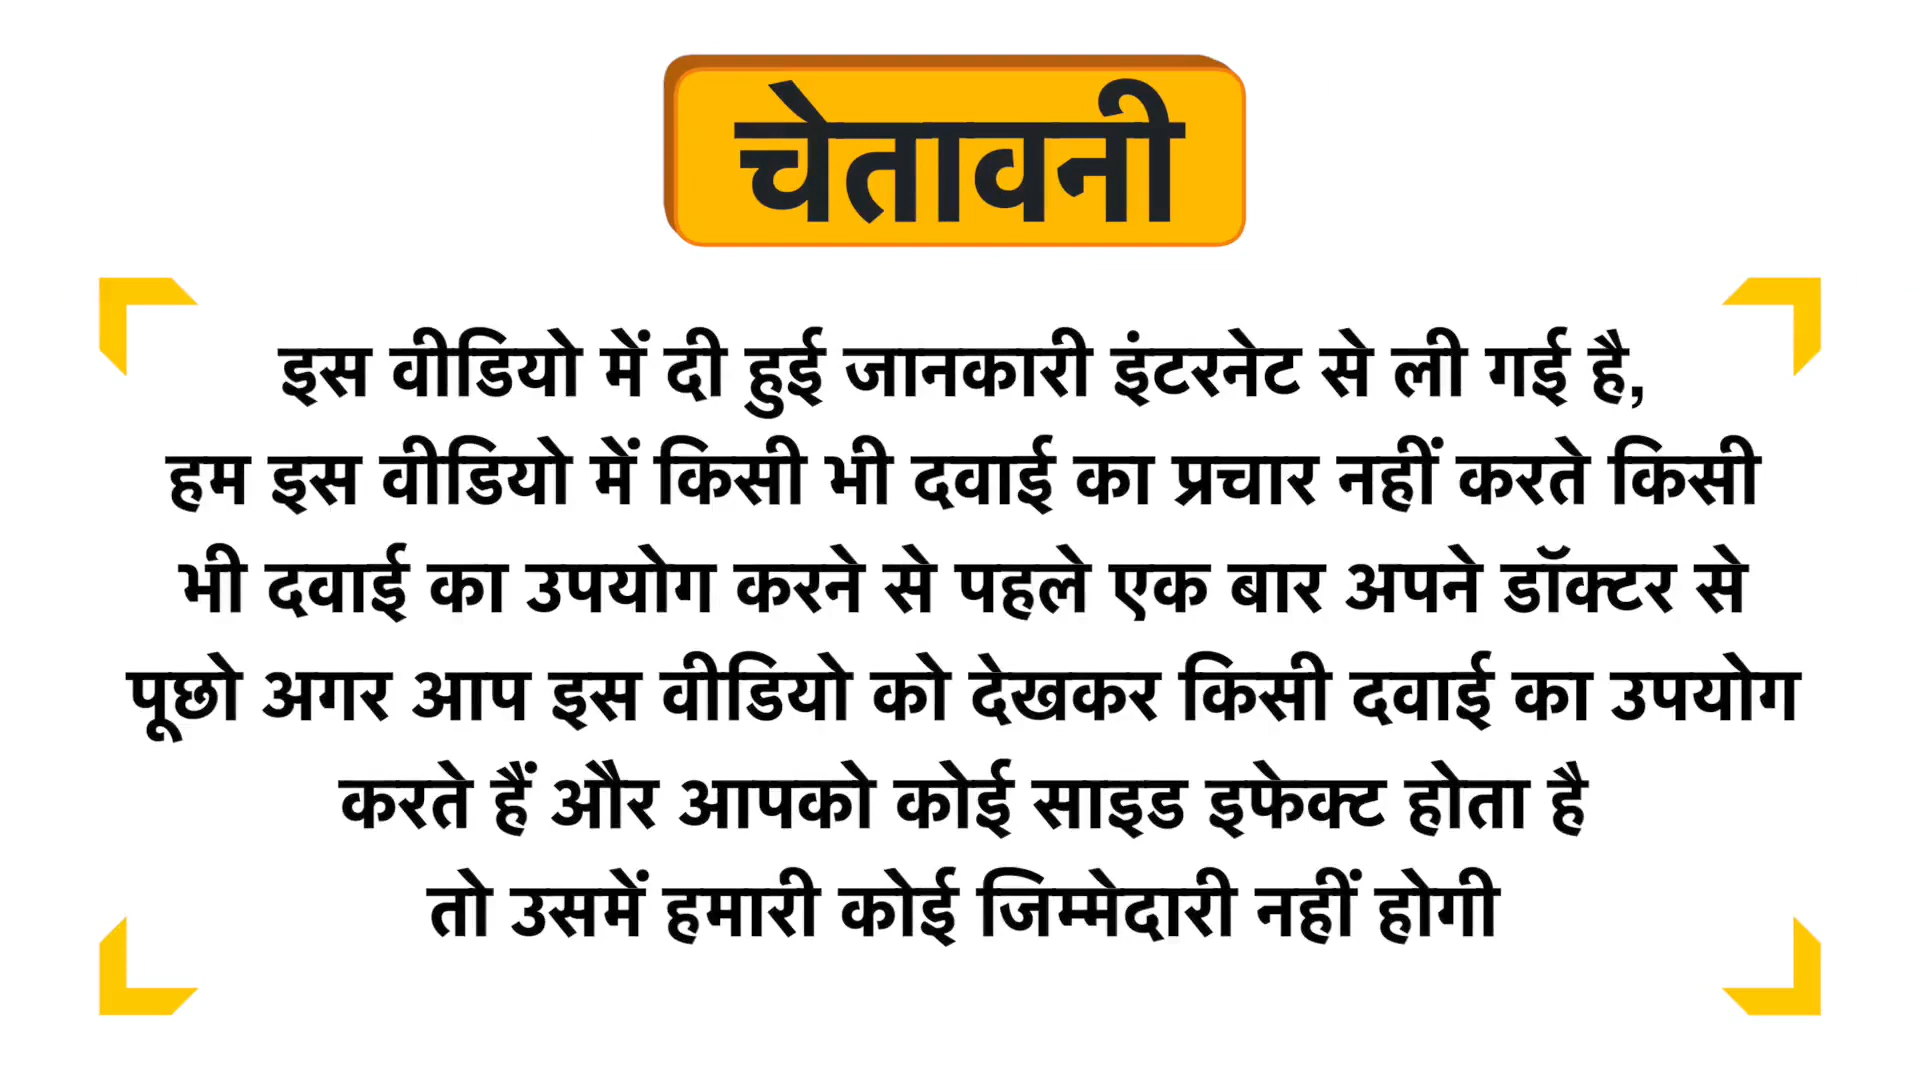 चेतावनी
इस वीडियो में दी हुई जानकारी इंटरनेट से ली गई है,
हम इस वीडियो में किसी भी दवाई का प्रचार नहीं करते किसी
भी दवाई का उपयोग करने से पहले एक बार अपने डॉक्टर से
पूछो अगर आप इस वीडियो को देखकर किसी दवाई का उपयोग
करते हैं और आपको कोई साइड इफेक्ट होता है
तो उसमें हमारी कोई जिम्मेदारी नहीं होगी